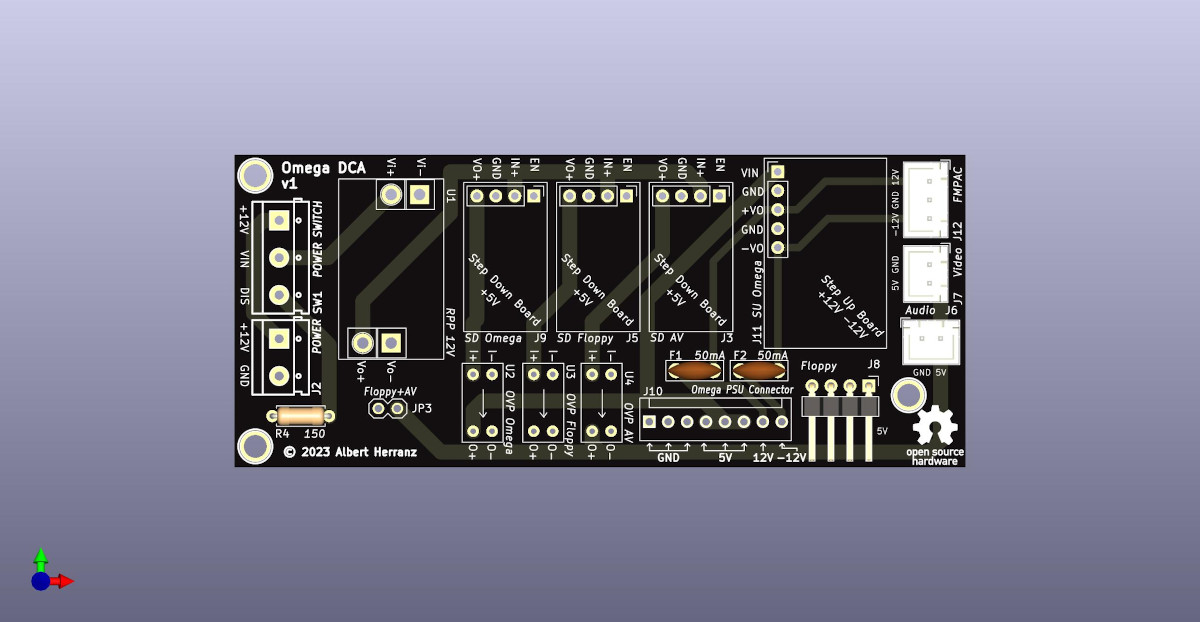 Omega DCA
v1
+12V
VIN
DIS
POWER SWITCH
POWER SW1
+12V
GND
J2
R4 150
© 2023 Albert Herranz
Vi+
Vi-
U1
RPP 12V
Vo+
Vo-
Floppy+AV
JP3
VO+
GND
IN+
EN
Step Down Board
+5V
SD Omega J9
VO+
GND
IN+
EN
Step Down Board
+5V
SD Floppy J5
VO+
GND
IN+
EN
Step Down Board
+5V
SD AV J3
I+
I-
U2
OVP Omega
O+
O-
I+
I-
U3
OVP Floppy
O+
O-
I+
I-
U4
OVP AV
O+
O-
VIN
GND
+VO
GND
-VO
J11 SU Omega
Step Up Board
+12V -12V
F1 50mA
F2 50mA
Omega PSU Connector
J10
GND
5V
12V
-12V
Floppy
J8
5V
-12V GND 12V
FMPAC
J12
5V GND
Video
J7
Audio J6
GND 5V
open source
hardware